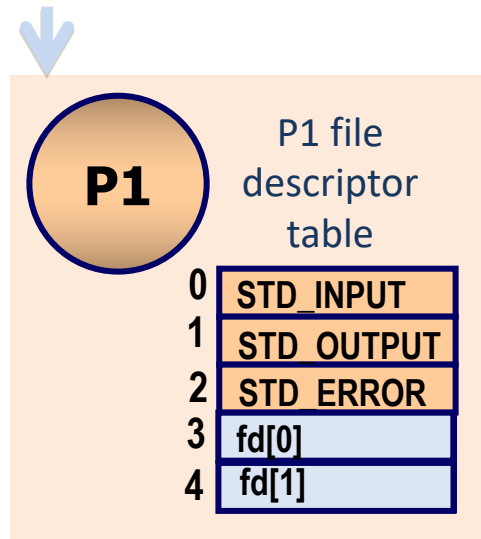 P1
P1 file
descriptor
table
0 STD_INPUT
1 STD_OUTPUT
2 STD_ERROR
3 fd[0]
4 fd[1]